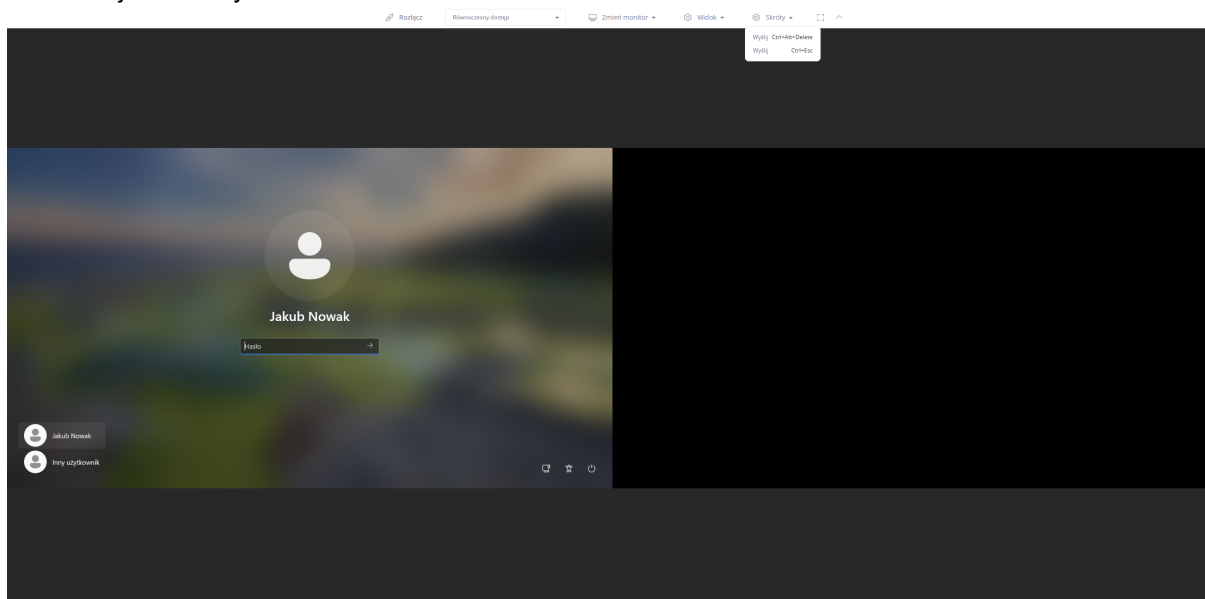 Rozłącz
Równoczesny dostęp
Zmień monitor
Widok
Skróty
Wyślij Ctrl+Alt+Delete
Wyślij Ctrl+Esc
Jakub Nowak
Hasło
Jakub Nowak
Inny użytkownik